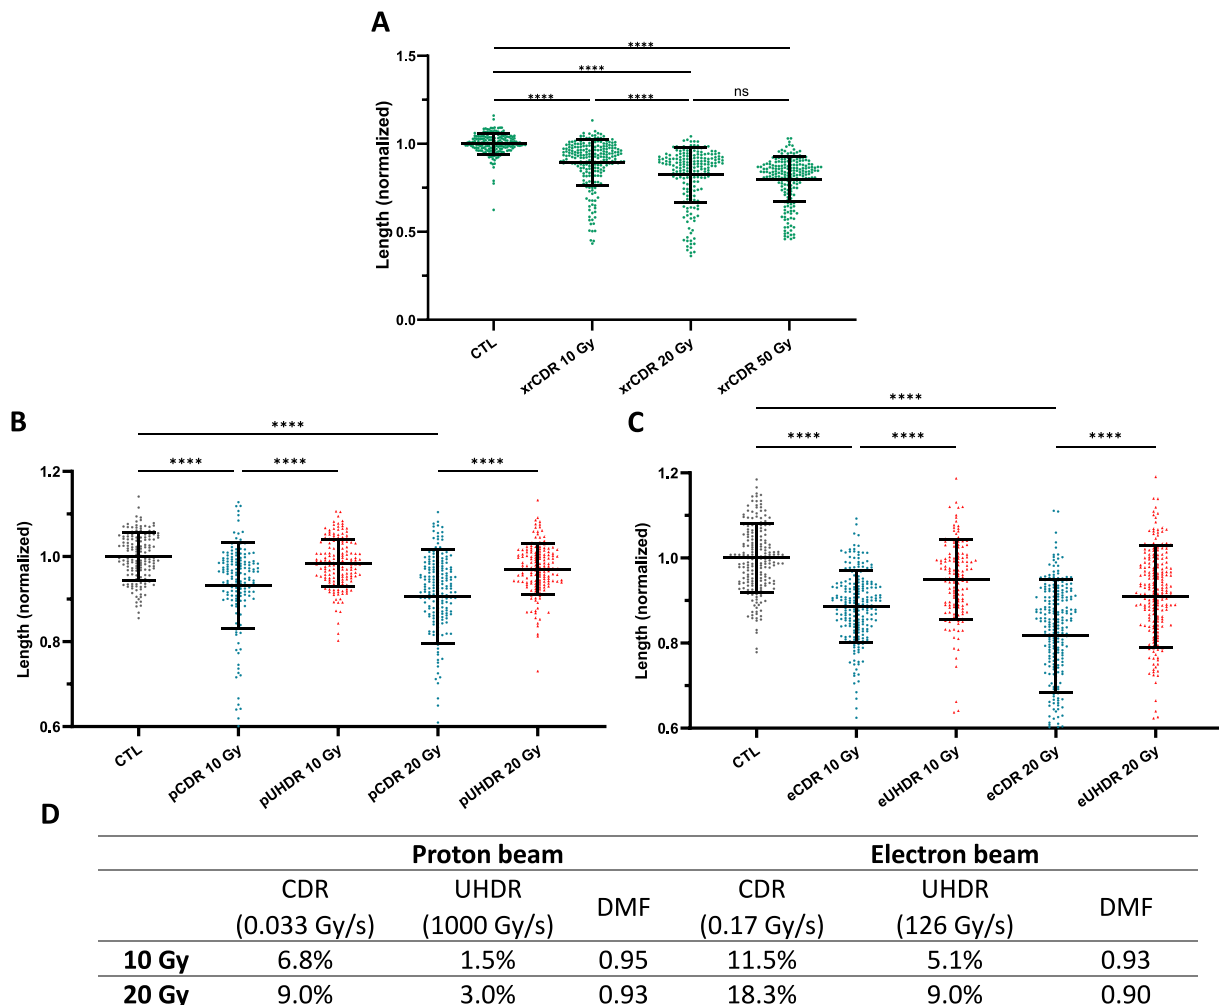 A
****
****
**** **** ns
1.5
1.0
0.5
0.0
Length (normalized)
CTL
xrCDR 10 Gy
xrCDR 20 Gy
xrCDR 50 Gy
B
****
**** **** ****
1.2
1.0
0.8
0.6
Length (normalized)
CTL
pCDR 10 Gy
pUHDR 10 Gy
pCDR 20 Gy
pUHDR 20 Gy
C
****
**** **** ****
1.2
1.0
0.8
0.6
Length (normalized)
CTL
eCDR 10 Gy
eUHDR 10 Gy
eCDR 20 Gy
eUHDR 20 Gy
D
Proton beam Electron beam
CDR UHDR DMF CDR UHDR DMF
(0.033 Gy/s) (1000 Gy/s) (0.17 Gy/s) (126 Gy/s)
10 Gy 6.8% 1.5% 0.95 11.5% 5.1% 0.93
20 Gy 9.0% 3.0% 0.93 18.3% 9.0% 0.90